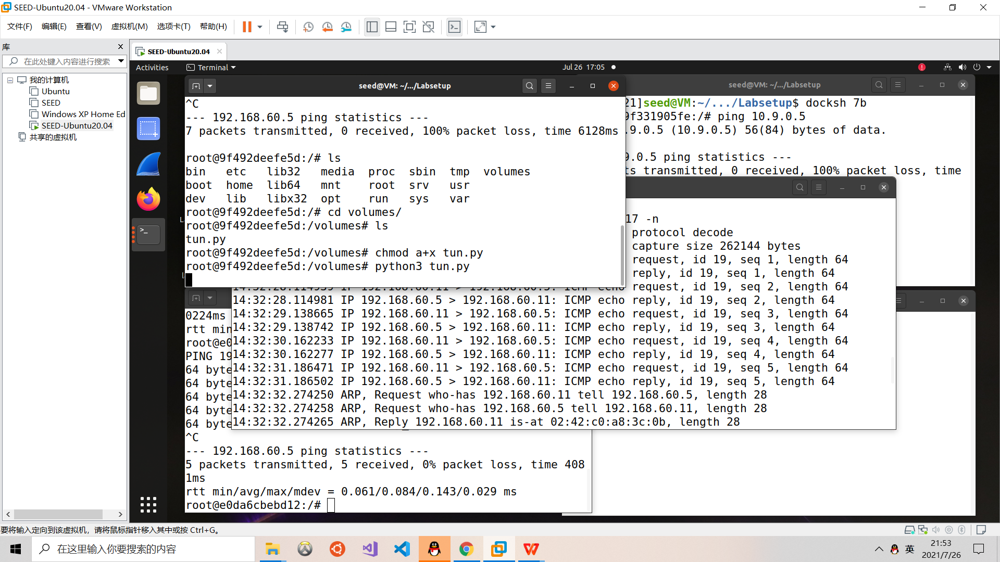 SEED-Ubuntu20.04 - VMware Workstation
文件(F) 编辑(E) 查看(V) 虚拟机(M) 选项卡(T) 帮助(H)
库
在此处键入内容进行搜索
我的计算机
Ubuntu
SEED
Windows XP Home Ed
SEED-Ubuntu20.04
共享的虚拟机
SEED-Ubuntu20.04
Activities Terminal Jul 26 17:05
seed@VM: ~/.../Labsetup
^C
--- 192.168.60.5 ping statistics ---
7 packets transmitted, 0 received, 100% packet loss, time 6128ms
root@9f492deefe5d:/# ls
bin etc lib32 media proc sbin tmp volumes
boot home lib64 mnt root srv usr
dev lib libx32 opt run sys var
root@9f492deefe5d:/# cd volumes/
root@9f492deefe5d:/volumes# ls
tun.py
root@9f492deefe5d:/volumes# chmod a+x tun.py
root@9f492deefe5d:/volumes# python3 tun.py
seed@VM: ~/.../Labsetup
21]seed@VM:~/.../Labsetup$ docksh 7b
9f331905fe:/# ping 10.9.0.5
.9.0.5 (10.9.0.5) 56(84) bytes of data.
9.0.5 ping statistics ---
ts transmitted, 0 received, 100% packet loss, time
17 -n
protocol decode
capture size 262144 bytes
request, id 19, seq 1, length 64
reply, id 19, seq 1, length 64
14:32:28.114939 IP 192.168.60.11 > 192.168.60.5: ICMP echo request, id 19, seq 2, length 64
14:32:28.114981 IP 192.168.60.5 > 192.168.60.11: ICMP echo reply, id 19, seq 2, length 64
14:32:29.138665 IP 192.168.60.11 > 192.168.60.5: ICMP echo request, id 19, seq 3, length 64
14:32:29.138742 IP 192.168.60.5 > 192.168.60.11: ICMP echo reply, id 19, seq 3, length 64
14:32:30.162233 IP 192.168.60.11 > 192.168.60.5: ICMP echo request, id 19, seq 4, length 64
14:32:30.162277 IP 192.168.60.5 > 192.168.60.11: ICMP echo reply, id 19, seq 4, length 64
14:32:31.186471 IP 192.168.60.11 > 192.168.60.5: ICMP echo request, id 19, seq 5, length 64
14:32:31.186502 IP 192.168.60.5 > 192.168.60.11: ICMP echo reply, id 19, seq 5, length 64
14:32:32.274250 ARP, Request who-has 192.168.60.11 tell 192.168.60.5, length 28
14:32:32.274258 ARP, Request who-has 192.168.60.5 tell 192.168.60.11, length 28
14:32:32.274265 ARP, Reply 192.168.60.11 is-at 02:42:c0:a8:3c:0b, length 28
0224ms
rtt min
root@e0
PING 19
64 byte
64 byte
64 byte
64 byte
64 byte
^C
--- 192.168.60.5 ping statistics ---
5 packets transmitted, 5 received, 0% packet loss, time 408
1ms
rtt min/avg/max/mdev = 0.061/0.084/0.143/0.029 ms
root@e0da6cbebd12:/#
要将输入定向到该虚拟机，请将鼠标指针移入其中或按 Ctrl+G。
在这里输入你要搜索的内容
英
21:53
2021/7/26